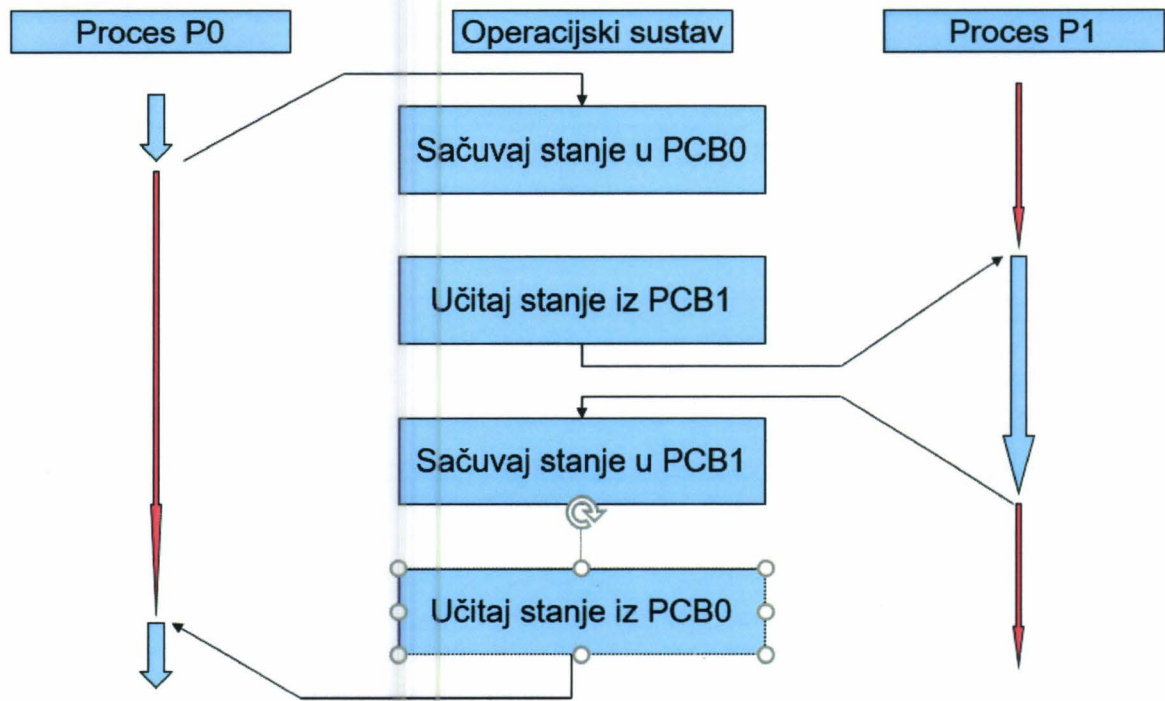 Proces P0
Operacijski sustav
Proces P1
Sačuvaj stanje u PCB0
Učitaj stanje iz PCB1
Sačuvaj stanje u PCB1
Učitaj stanje iz PCB0